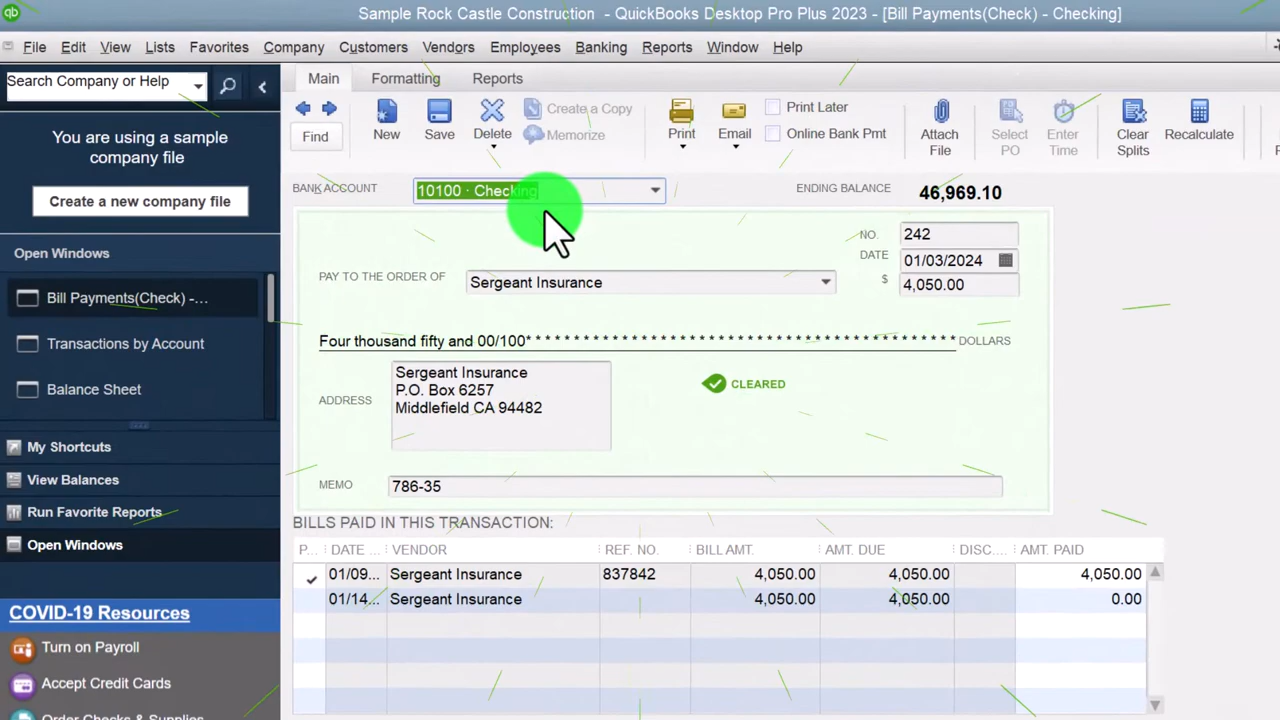 qb Sample Rock Castle Construction - QuickBooks Desktop Pro Plus 2023 - [Bill Payments(Check) - Checking]
File Edit View Lists Favorites Company Customers Vendors Employees Banking Reports Window Help
Search Company or Help
You are using a sample
company file
Create a new company file
Open Windows
Bill Payments(Check) -...
Transactions by Account
Balance Sheet
My Shortcuts
View Balances
Run Favorite Reports
Open Windows
COVID-19 Resources
Turn on Payroll
Accept Credit Cards
Order Checks & Supplies
Main Formatting Reports
Find
New
Save
Delete
Create a Copy
Memorize
Print
Email
Print Later
Online Bank Pmt
Attach
File
Select
PO
Enter
Time
Clear
Splits
Recalculate
BANK ACCOUNT 10100 · Checking ENDING BALANCE 46,969.10
NO. 242
DATE 01/03/2024
PAY TO THE ORDER OF Sergeant Insurance $ 4,050.00
Four thousand fifty and 00/100* * * * * * * * * * * * * * * * * * * * * * * * * * * * * * * * * * * * * * * * * * * * DOLLARS
ADDRESS
Sergeant Insurance
P.O. Box 6257
Middlefield CA 94482
CLEARED
MEMO 786-35
BILLS PAID IN THIS TRANSACTION:
P... DATE ... VENDOR REF. NO. BILL AMT. AMT. DUE DISC.... AMT. PAID
01/09... Sergeant Insurance 837842 4,050.00 4,050.00 4,050.00
01/14... Sergeant Insurance 4,050.00 4,050.00 0.00